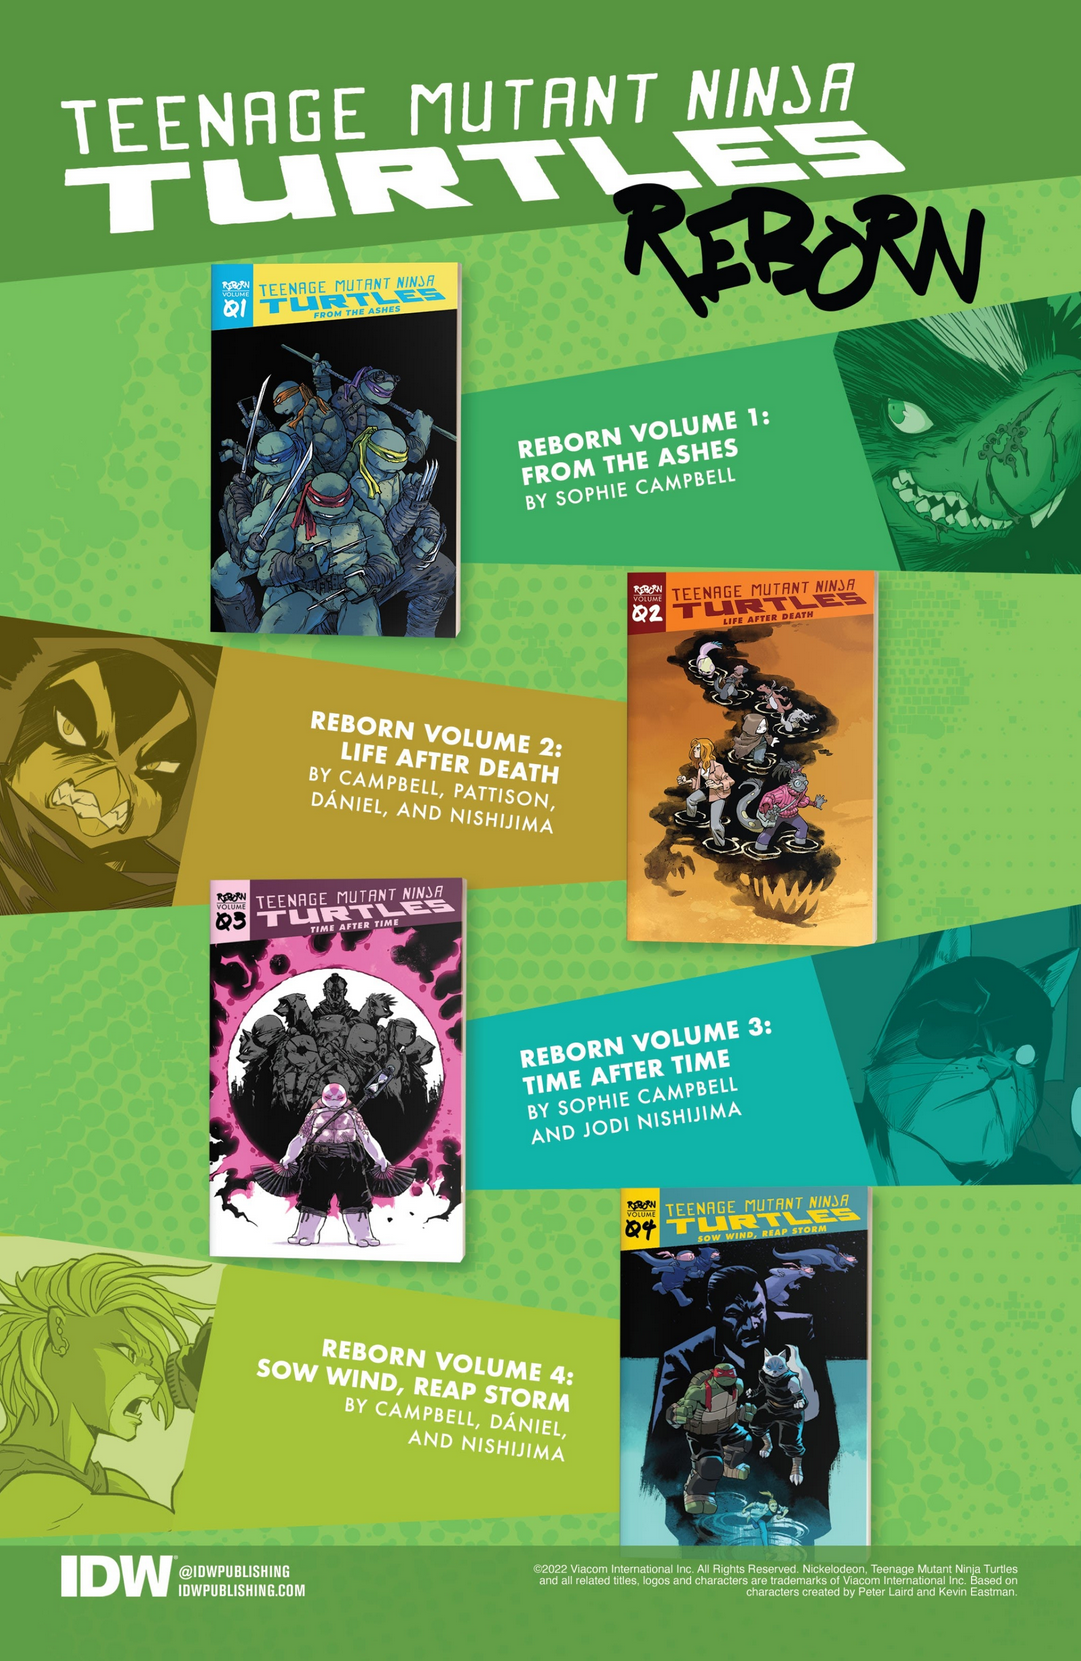 TEENAGE MUTANT NINJA
TURTLES
REBORN
REBORN
VOLUME
01
TEENAGE MUTANT NINJA
TURTLES
FROM THE ASHES
REBORN VOLUME 1:
FROM THE ASHES
BY SOPHIE CAMPBELL
REBORN
VOLUME
02
TEENAGE MUTANT NINJA
TURTLES
LIFE AFTER DEATH
REBORN VOLUME 2:
LIFE AFTER DEATH
BY CAMPBELL, PATTISON,
DÁNIEL, AND NISHIJIMA
REBORN
VOLUME
03
TEENAGE MUTANT NINJA
TURTLES
TIME AFTER TIME
REBORN VOLUME 3:
TIME AFTER TIME
BY SOPHIE CAMPBELL
AND JODI NISHIJIMA
REBORN
VOLUME
04
TEENAGE MUTANT NINJA
TURTLES
SOW WIND, REAP STORM
REBORN VOLUME 4:
SOW WIND, REAP STORM
BY CAMPBELL, DÁNIEL,
AND NISHIJIMA
IDW®
@IDWPUBLISHING
IDWPUBLISHING.COM
©2022 Viacom International Inc. All Rights Reserved. Nickelodeon, Teenage Mutant Ninja Turtles
and all related titles, logos and characters are trademarks of Viacom International Inc. Based on
characters created by Peter Laird and Kevin Eastman.